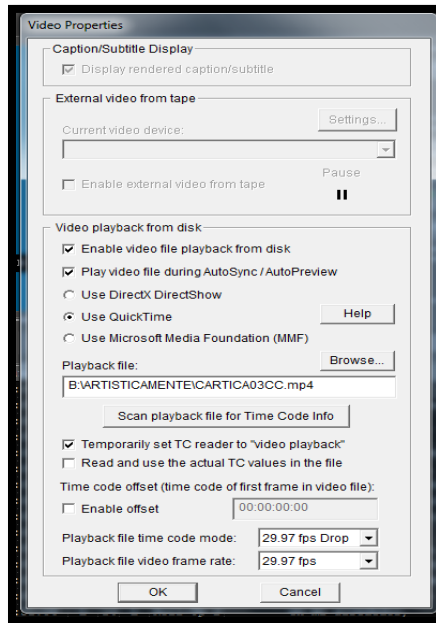 Video Properties
Caption/Subtitle Display
Display rendered caption/subtitle
External video from tape
Settings...
Current video device:
Enable external video from tape
Pause
Video playback from disk
Enable video file playback from disk
Play video file during AutoSync / AutoPreview
Use DirectX DirectShow
Use QuickTime
Help
Use Microsoft Media Foundation (MMF)
Playback file:
Browse...
B:\ARTISTICAMENTE\CARTICA03CC.mp4
Scan playback file for Time Code Info
Temporarily set TC reader to "video playback"
Read and use the actual TC values in the file
Time code offset (time code of first frame in video file):
Enable offset
00:00:00:00
Playback file time code mode: 29.97 fps Drop
Playback file video frame rate: 29.97 fps
OK Cancel